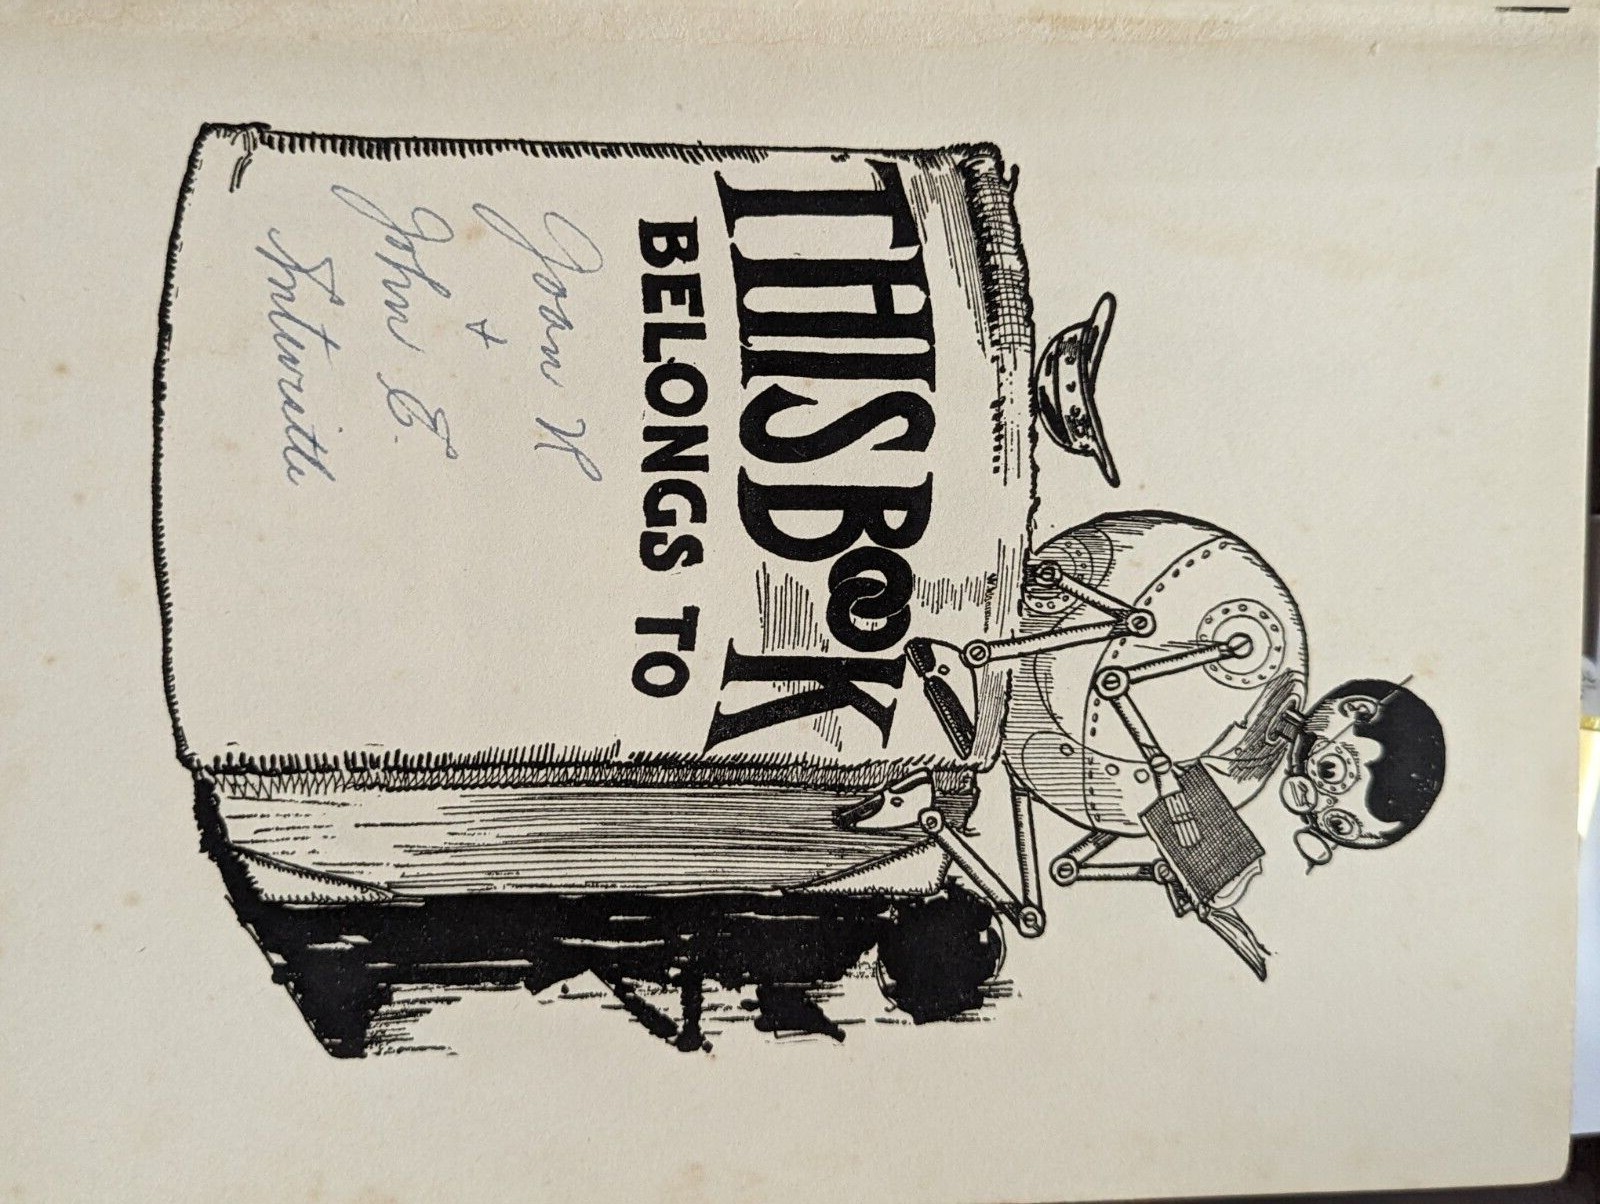 THIS BOOK
BELONGS TO
Joan H
+
John E.